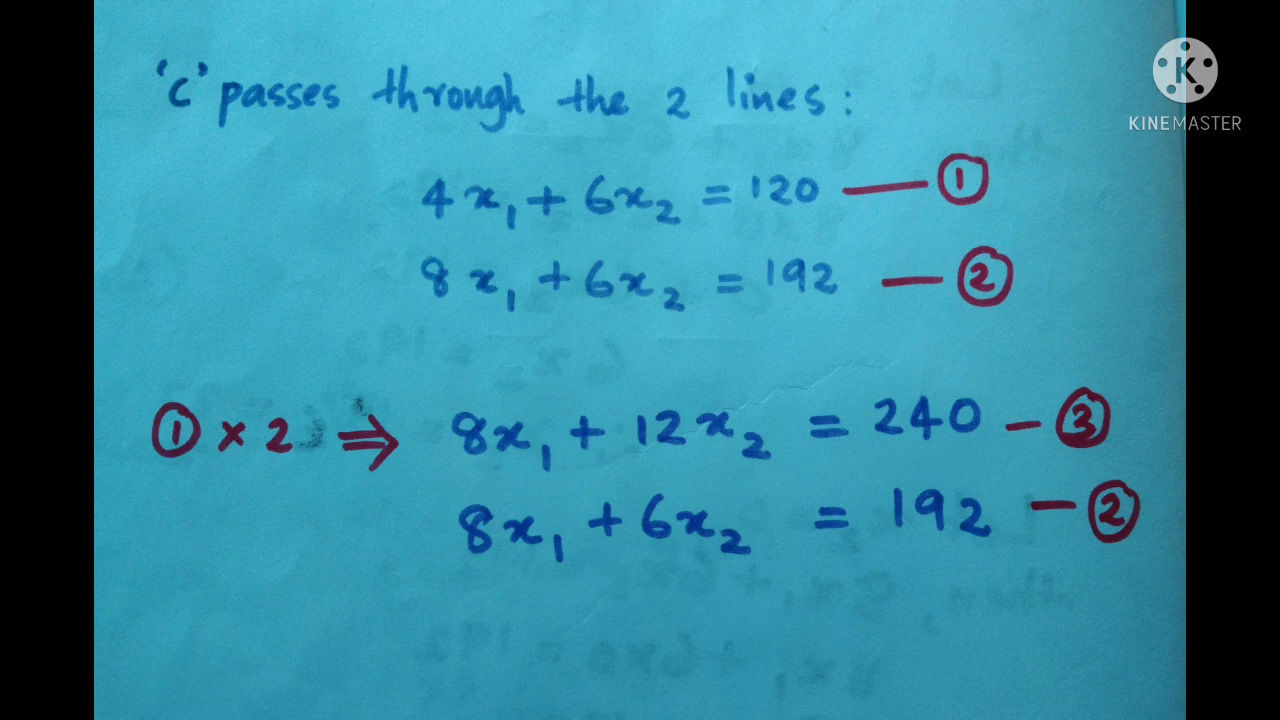 'C' passes through the 2 lines:
4x₁ + 6x₂ = 120 — ①
8x₁ + 6x₂ = 192 — ②
① × 2 ⇒ 8x₁ + 12x₂ = 240 — ③
8x₁ + 6x₂ = 192 — ②
K
KINEMASTER